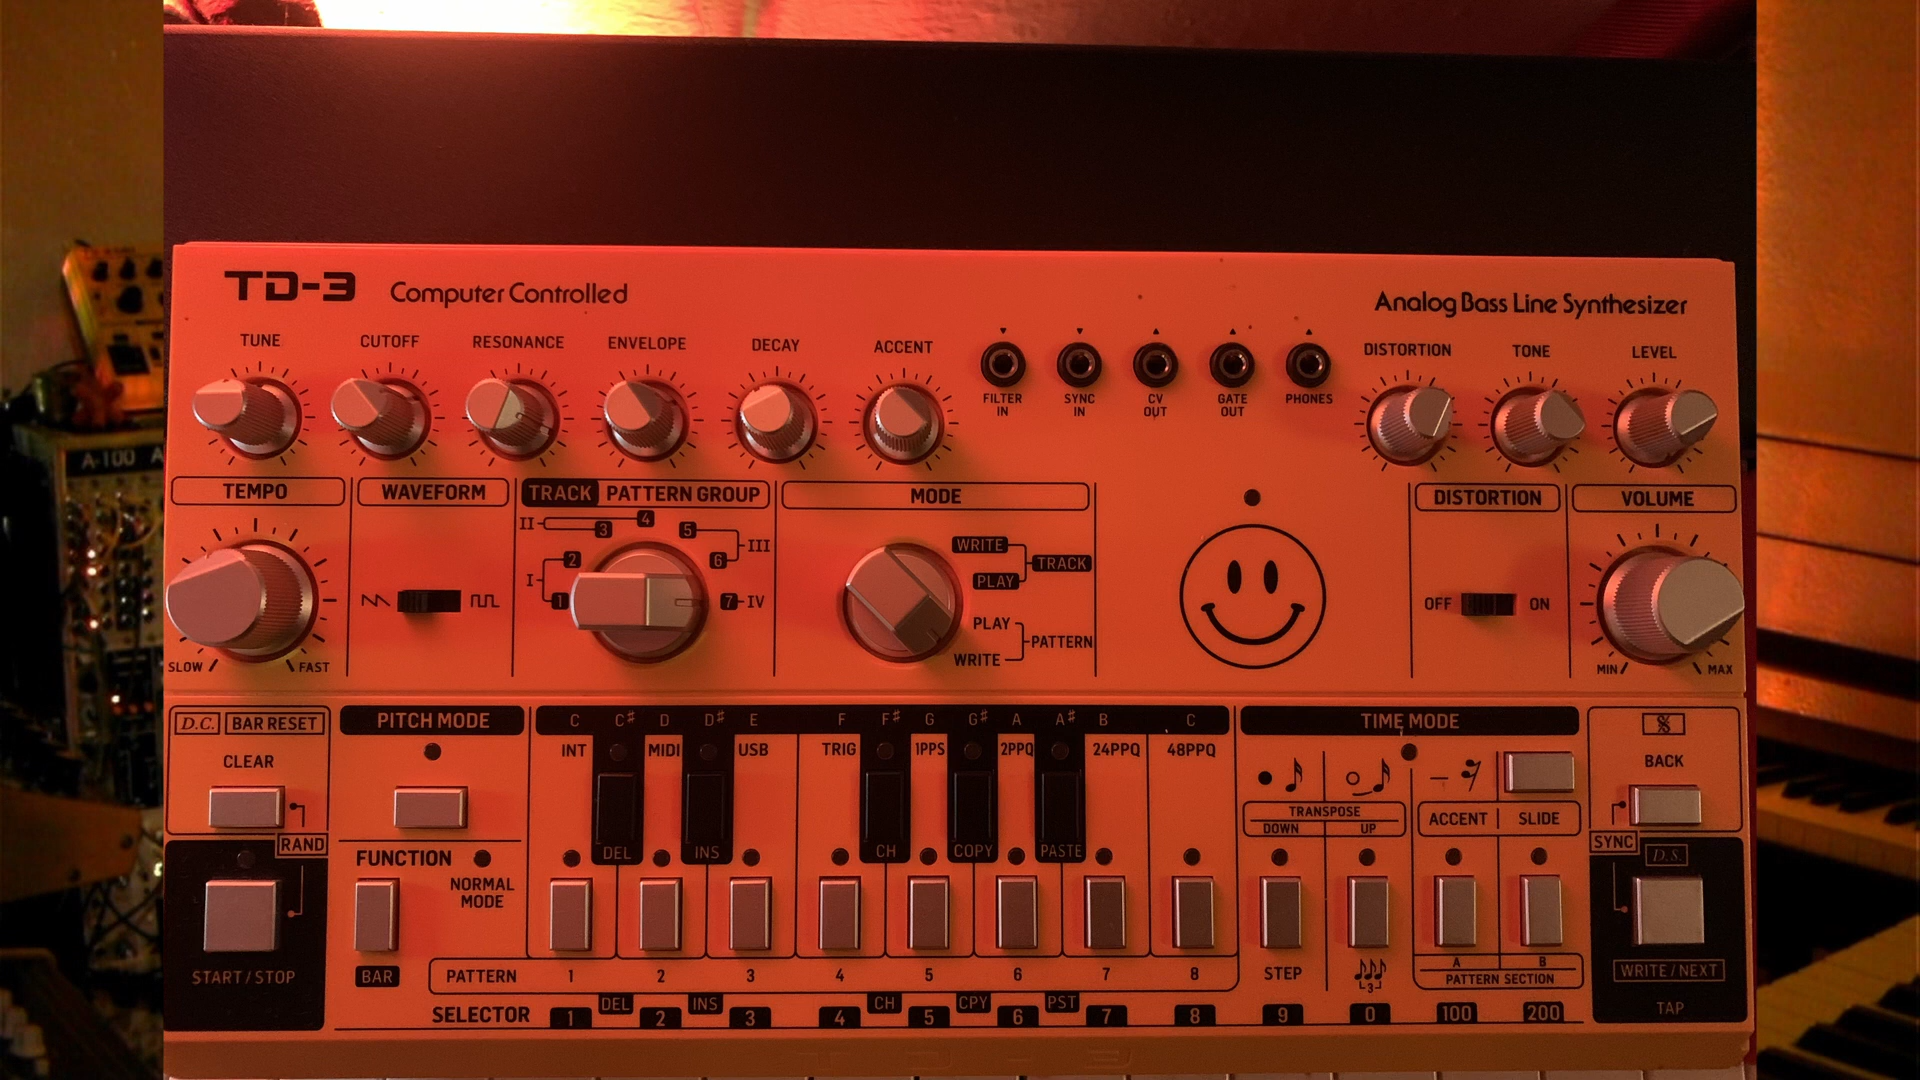 TD-3 Computer Controlled
Analog Bass Line Synthesizer
TUNE CUTOFF RESONANCE ENVELOPE DECAY ACCENT
FILTER IN
SYNC IN
CV OUT
GATE OUT
PHONES
DISTORTION TONE LEVEL
A-100
TEMPO WAVEFORM TRACK PATTERN GROUP MODE DISTORTION VOLUME
SLOW FAST
I II III IV
1 2 3 4 5 6 7
WRITE PLAY TRACK
PLAY WRITE PATTERN
OFF ON
MIN MAX
D.C. BAR RESET
CLEAR
RAND
START/STOP
PITCH MODE
FUNCTION
NORMAL MODE
BAR
C C# D D# E F F# G G# A A# B C
INT MIDI USB TRIG 1PPS 2PPQ 24PPQ 48PPQ
DEL INS CH COPY PASTE
PATTERN 1 2 3 4 5 6 7 8
DEL INS CH CPY PST
SELECTOR 1 2 3 4 5 6 7 8 9 0 100 200
TIME MODE
TRANSPOSE
DOWN UP
ACCENT SLIDE
STEP
3
A B
PATTERN SECTION
BACK
SYNC
D.S.
WRITE/NEXT
TAP